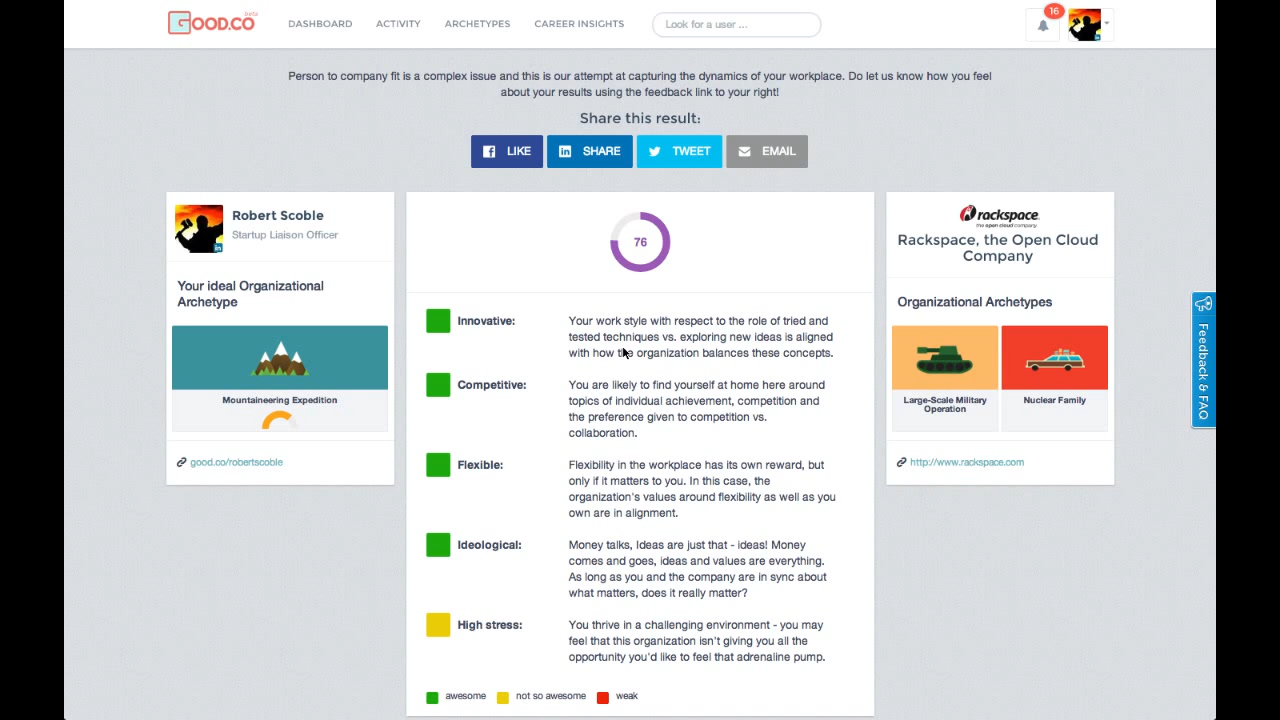 GOOD.CO beta
DASHBOARD
ACTIVITY
ARCHETYPES
CAREER INSIGHTS
Look for a user ...
16
Person to company fit is a complex issue and this is our attempt at capturing the dynamics of your workplace. Do let us know how you feel
about your results using the feedback link to your right!
Share this result:
LIKE
in SHARE
TWEET
EMAIL
Robert Scoble
Startup Liaison Officer
in
Your ideal Organizational
Archetype
Mountaineering Expedition
good.co/robertscoble
76
Innovative:
Your work style with respect to the role of tried and
tested techniques vs. exploring new ideas is aligned
with how the organization balances these concepts.
Competitive:
You are likely to find yourself at home here around
topics of individual achievement, competition and
the preference given to competition vs.
collaboration.
Flexible:
Flexibility in the workplace has its own reward, but
only if it matters to you. In this case, the
organization's values around flexibility as well as you
own are in alignment.
Ideological:
Money talks, Ideas are just that - ideas! Money
comes and goes, ideas and values are everything.
As long as you and the company are in sync about
what matters, does it really matter?
High stress:
You thrive in a challenging environment - you may
feel that this organization isn't giving you all the
opportunity you'd like to feel that adrenaline pump.
awesome
not so awesome
weak
rackspace.
the open cloud company
Rackspace, the Open Cloud
Company
Organizational Archetypes
Large-Scale Military
Operation
Nuclear Family
http://www.rackspace.com
Feedback & FAQ